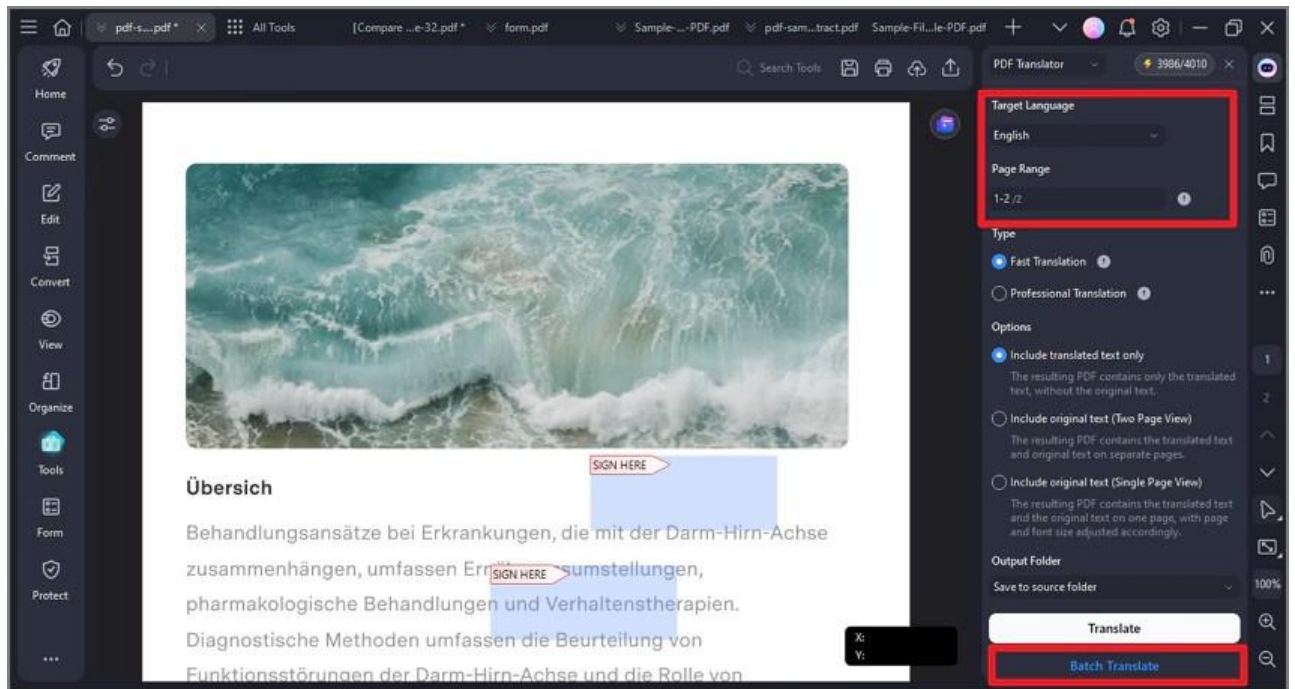 pdf-s....pdf *
All Tools
[Compare ...e-32.pdf *
form.pdf
Sample-...-PDF.pdf
pdf-sam...tract.pdf
Sample-Fil...le-PDF.pdf
Home
Comment
Edit
Convert
View
Organize
Tools
Form
Protect
Search Tools
SIGN HERE
Übersich
Behandlungsansätze bei Erkrankungen, die mit der Darm-Hirn-Achse
SIGN HERE
zusammenhängen, umfassen Ernährungsumstellungen,
pharmakologische Behandlungen und Verhaltenstherapien.
Diagnostische Methoden umfassen die Beurteilung von
Funktionsstörungen der Darm-Hirn-Achse und die Rolle von
X:
Y:
PDF Translator
3986/4010
Target Language
English
Page Range
1-2 /2
Type
Fast Translation
Professional Translation
Options
Include translated text only
The resulting PDF contains only the translated
text, without the original text.
Include original text (Two Page View)
The resulting PDF contains the translated text
and original text on separate pages.
Include original text (Single Page View)
The resulting PDF contains the translated text
and the original text on one page, with page
and font size adjusted accordingly.
Output Folder
Save to source folder
Translate
Batch Translate
1
2
100%